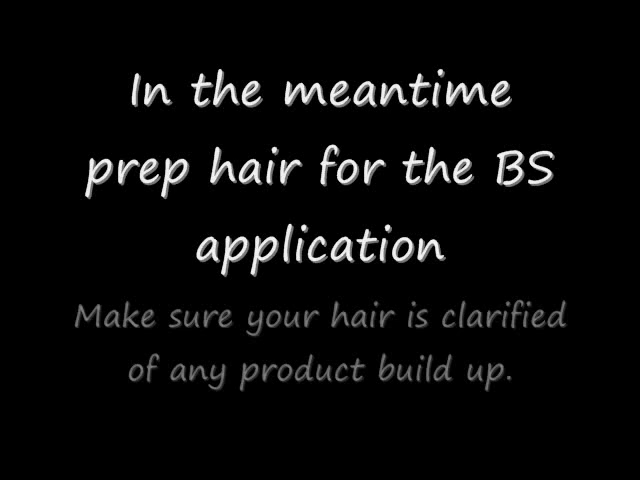 In the meantime
prep hair for the BS
application
Make sure your hair is clarified
of any product build up.